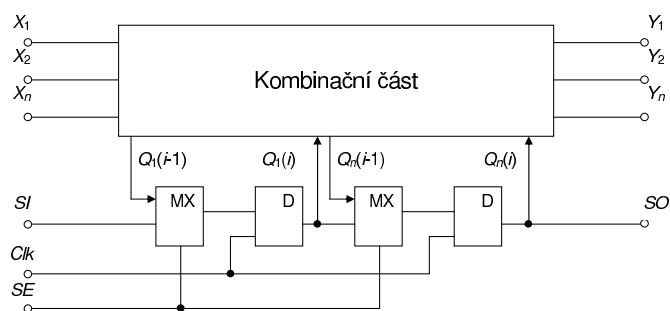 X1 Y1
X2 Y2
Xn Yn
Kombinační část
Q1(i-1) Q1(i) Qn(i-1) Qn(i)
MX D MX D
SI SO
Clk
SE